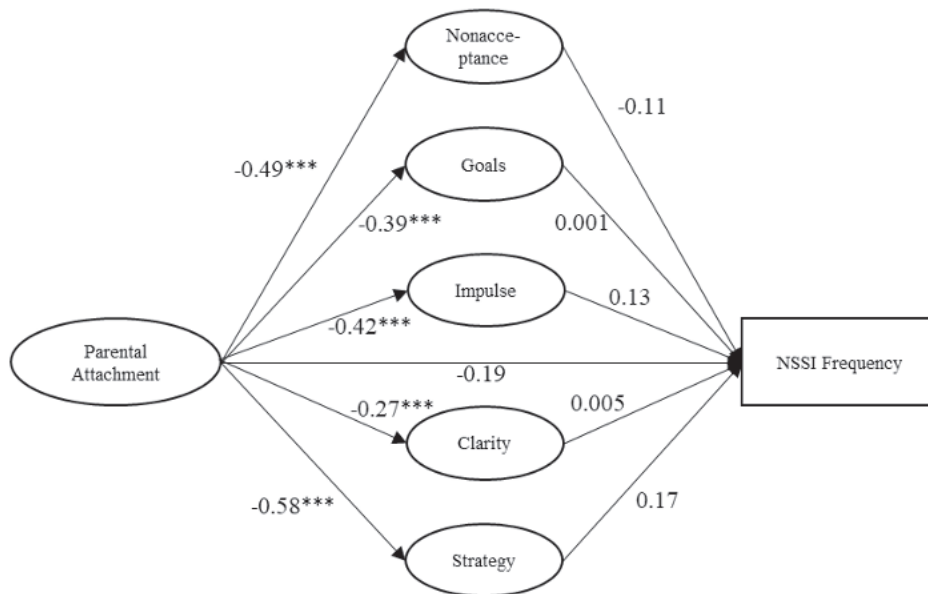 Nonacce-
ptance
-0.11
-0.49***
Goals
-0.39***
0.001
Impulse
0.13
-0.42***
Parental
Attachment
NSSI Frequency
-0.19
-0.27***
0.005
Clarity
-0.58***
0.17
Strategy